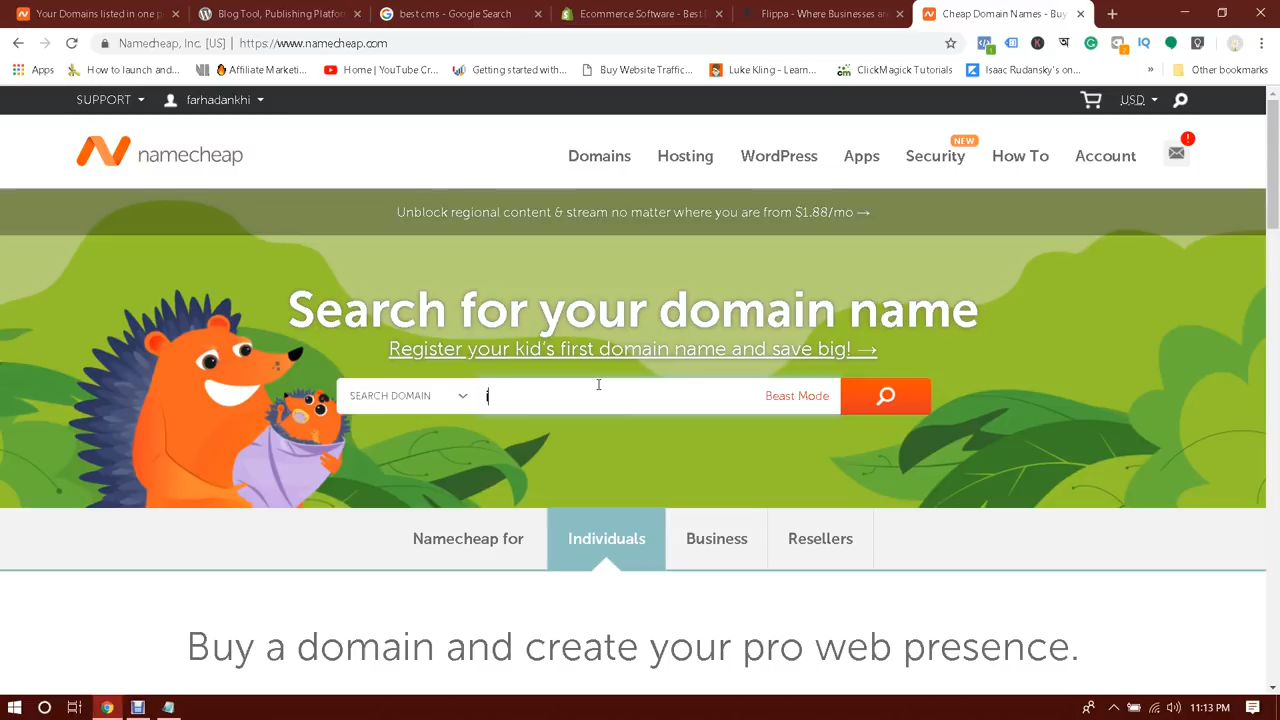 Your Domains listed in one p
Blog Tool, Publishing Platfor
best cms - Google Search
Ecommerce Software - Best E
Flippa - Where Businesses are
Cheap Domain Names - Buy
Namecheap, Inc. [US] | https://www.namecheap.com
Apps
How to launch and...
Affiliate Marketi...
Home | YouTube Cr...
Getting started with...
Buy Website Traffic...
Luke Kling - Learn...
ClickMagick Tutorials
Isaac Rudansky's on...
»
Other bookmarks
SUPPORT
farhadankhi
USD
namecheap
Domains
Hosting
WordPress
Apps
NEW
Security
How To
Account
!
Unblock regional content & stream no matter where you are from $1.88/mo →
Search for your domain name
Register your kid's first domain name and save big! →
SEARCH DOMAIN
i
Beast Mode
Namecheap for
Individuals
Business
Resellers
Buy a domain and create your pro web presence.
11:13 PM